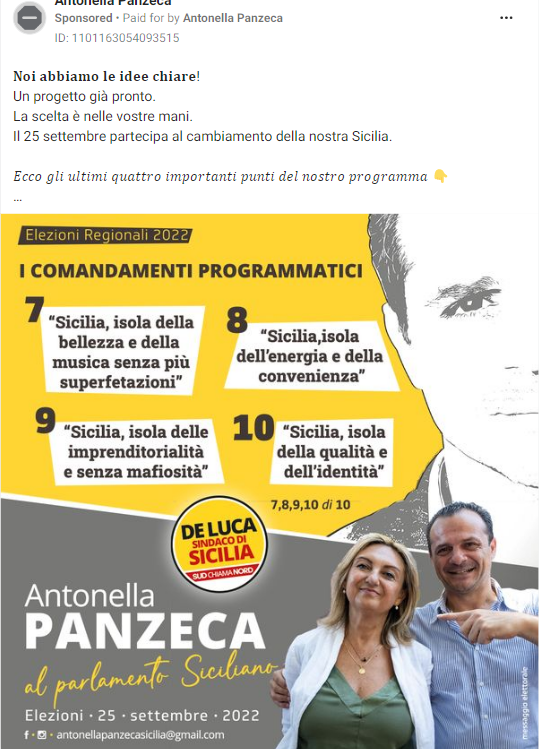 Antonella Panzeca
Sponsored • Paid for by Antonella Panzeca
ID: 1101163054093515
Noi abbiamo le idee chiare!
Un progetto già pronto.
La scelta è nelle vostre mani.
Il 25 settembre partecipa al cambiamento della nostra Sicilia.
Ecco gli ultimi quattro importanti punti del nostro programma 👇
...
Elezioni Regionali 2022
I COMANDAMENTI PROGRAMMATICI
7
"Sicilia, isola della
bellezza e della
musica senza più
superfetazioni"
8
"Sicilia,isola
dell'energia e della
convenienza"
9
"Sicilia, isola delle
imprenditorialità
e senza mafiosità"
10
"Sicilia, isola
della qualità e
dell'identità"
7,8,9,10 di 10
DE LUCA
SINDACO DI
SICILIA
SUD CHIAMA NORD
Antonella
PANZECA
al parlamento Siciliano
Elezioni • 25 • settembre • 2022
antonellapanzecasicilia@gmail.com
messaggio elettorale